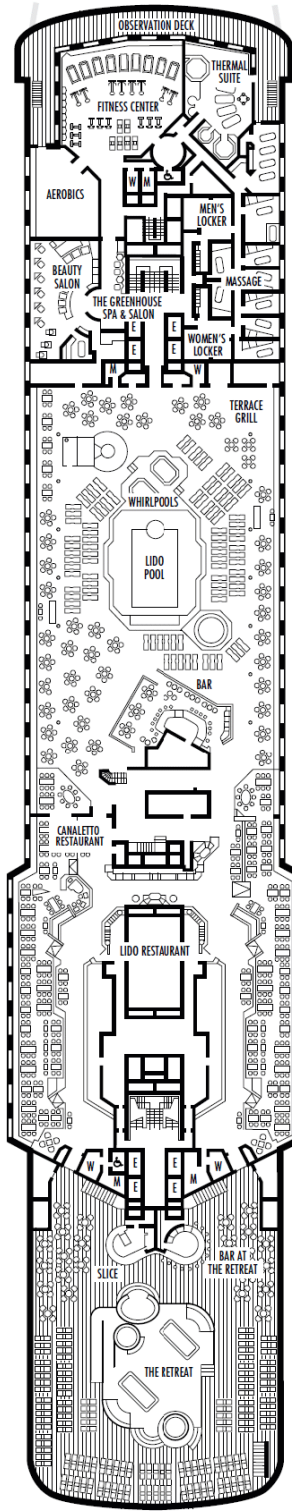 OBSERVATION DECK
THERMAL
SUITE
FITNESS CENTER
W
M
AEROBICS
MEN'S
LOCKER
BEAUTY
SALON
MASSAGE
THE GREENHOUSE
SPA & SALON
E
E
E
E
WOMEN'S
LOCKER
M
W
TERRACE
GRILL
WHIRLPOOLS
LIDO
POOL
BAR
CANALETTO
RESTAURANT
LIDO RESTAURANT
W
M
E
E
E
E
W
M
SLICE
BAR AT
THE RETREAT
THE RETREAT